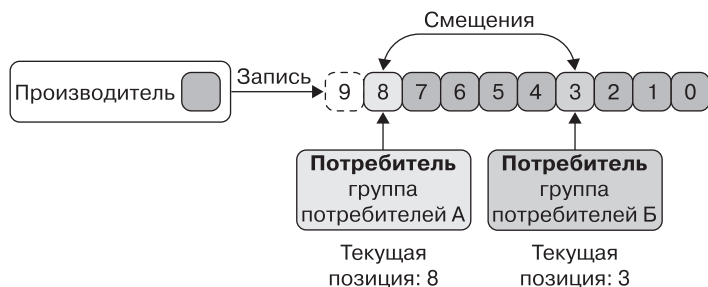 Смещения
Запись
Производитель
9 8 7 6 5 4 3 2 1 0
Потребитель
группа
потребителей А
Потребитель
группа
потребителей Б
Текущая
позиция: 8
Текущая
позиция: 3